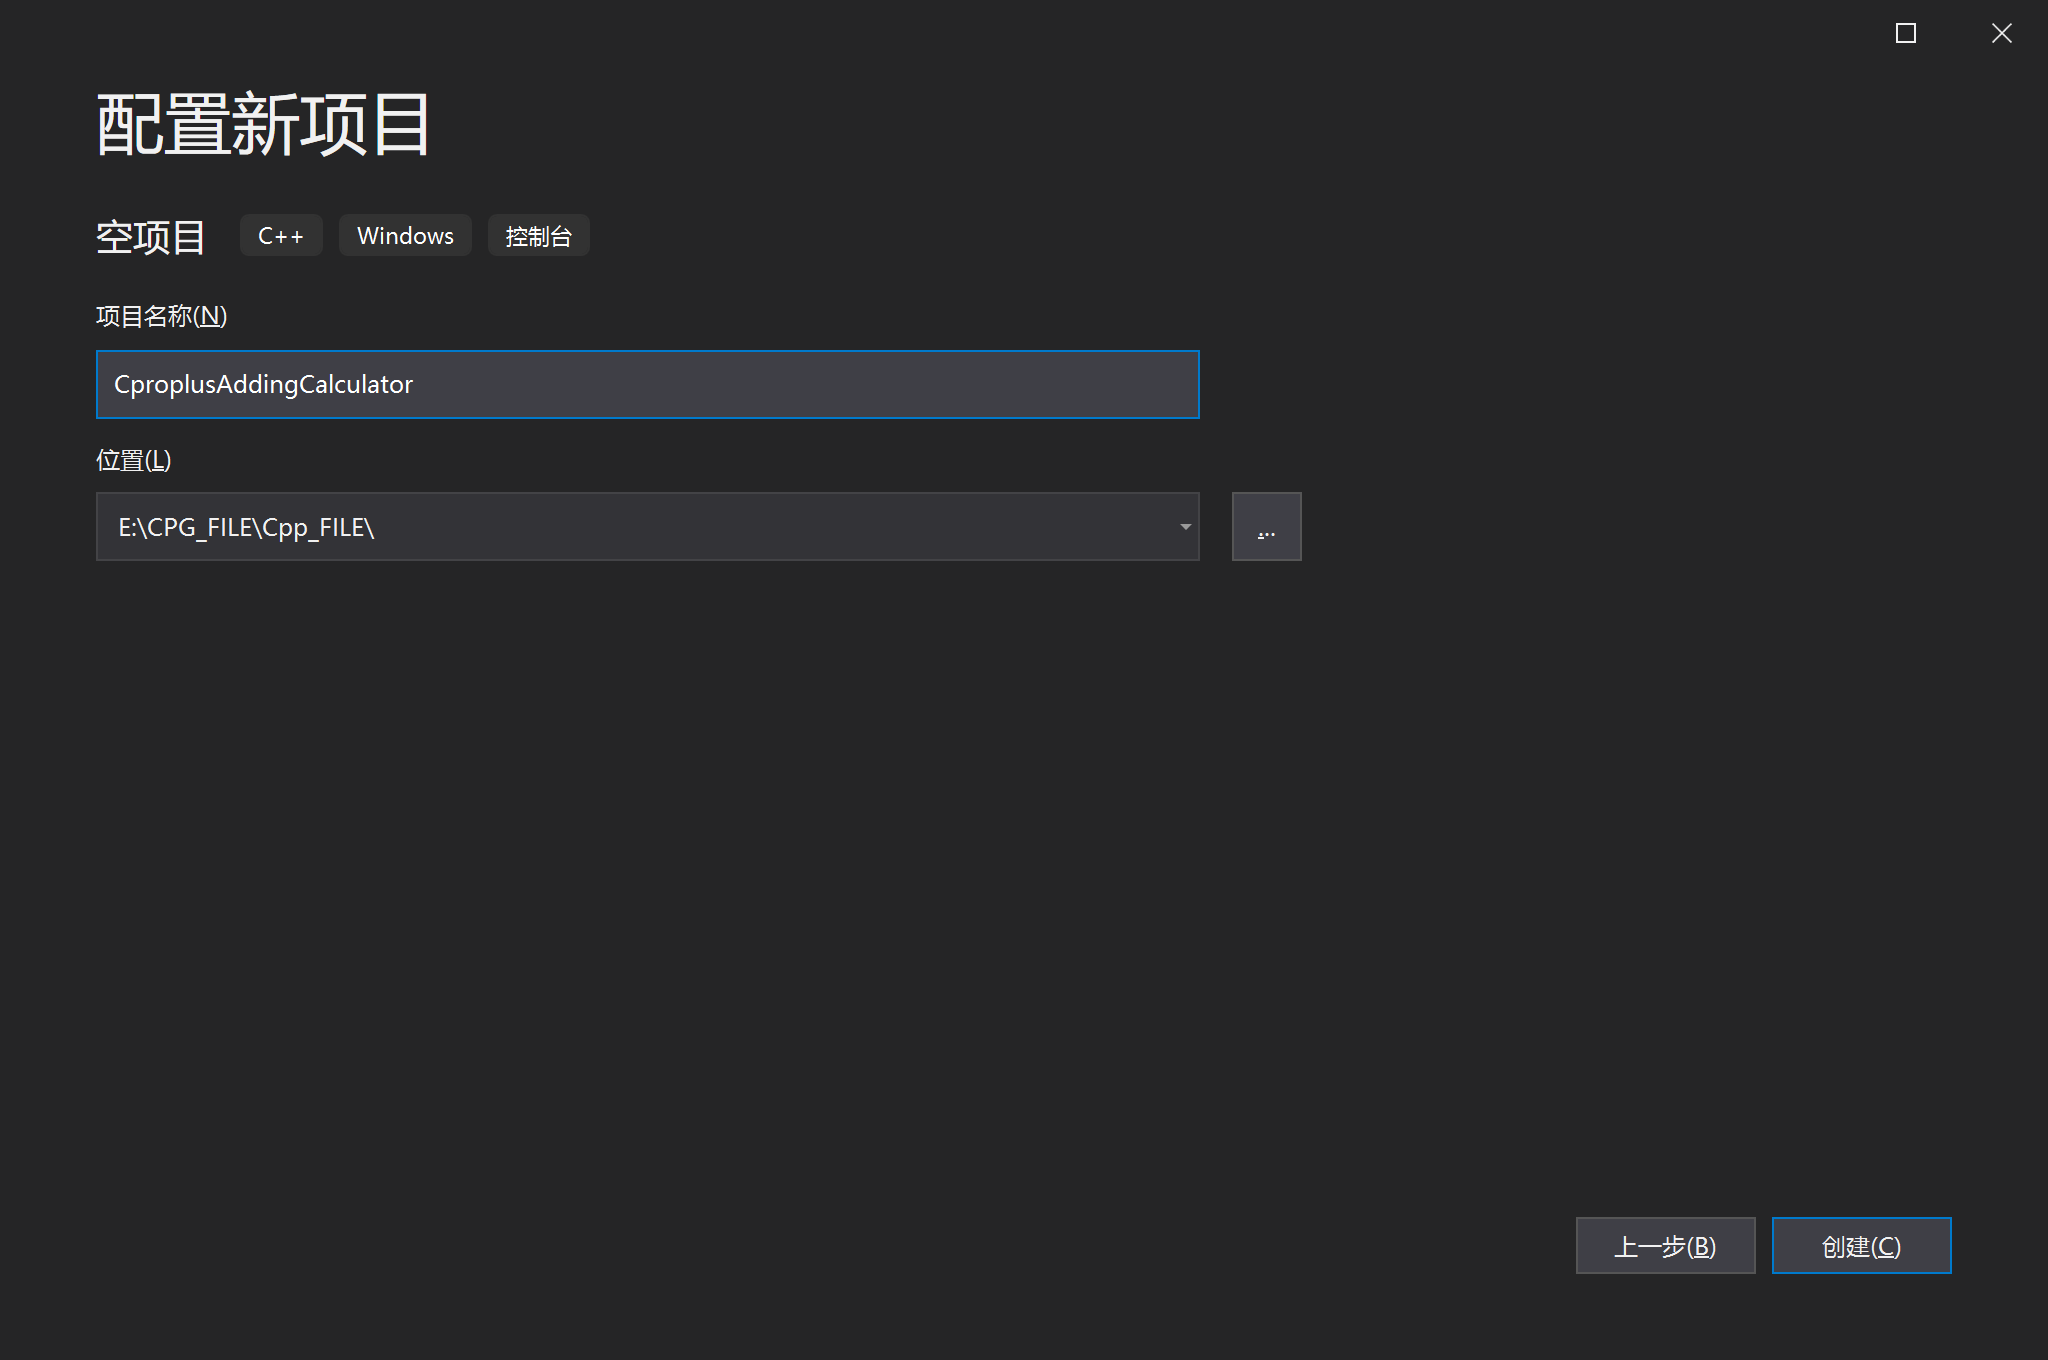 配置新项目
空项目 C++ Windows 控制台
项目名称(N)
CproplusAddingCalculator
位置(L)
E:\CPG_FILE\Cpp_FILE\
...
上一步(B) 创建(C)